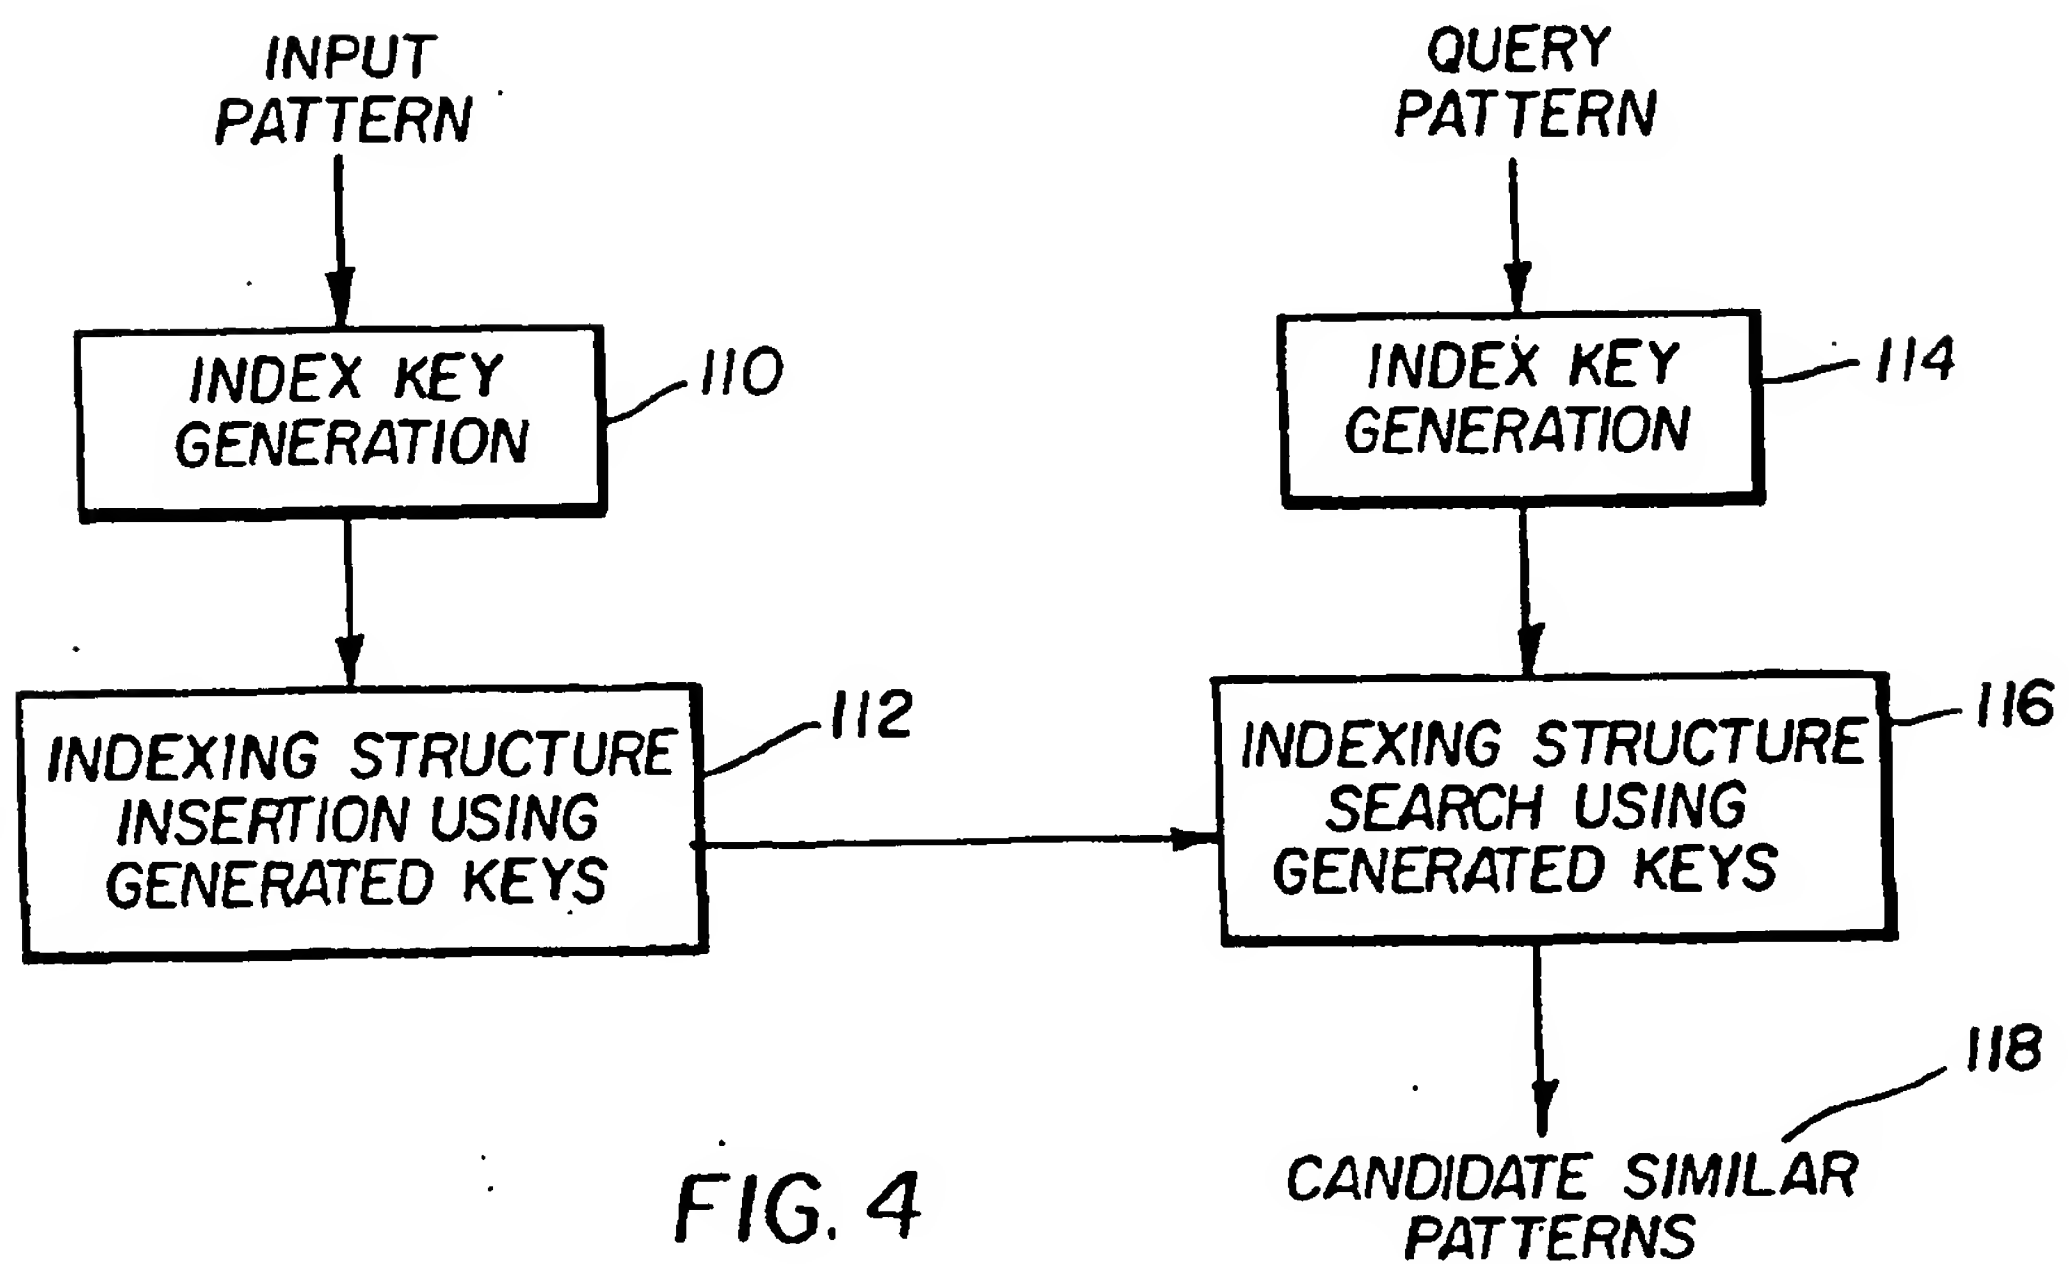 INPUT
PATTERN
QUERY
PATTERN
INDEX KEY
GENERATION
110
INDEX KEY
GENERATION
114
INDEXING STRUCTURE
INSERTION USING
GENERATED KEYS
112
INDEXING STRUCTURE
SEARCH USING
GENERATED KEYS
116
118
CANDIDATE SIMILAR
PATTERNS
FIG. 4